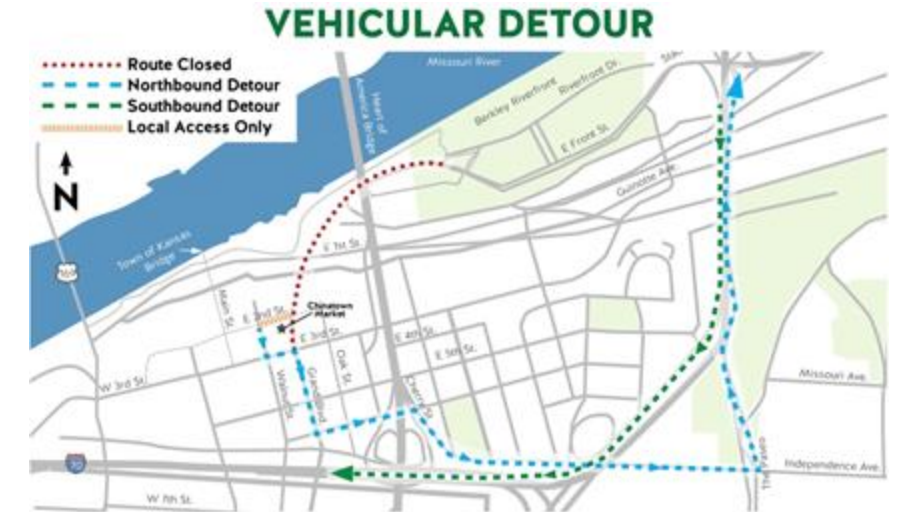 VEHICULAR DETOUR
Route Closed
Northbound Detour
Southbound Detour
Local Access Only
N
Missouri River
Heart of
America Bridge
Berkley Riverfront
Riverfront Dr.
E Front St.
Guinotte Ave.
Town of Kansas
Bridge
169
E 1st St.
Main St
E 2nd St.
Chinatown
Market
E 3rd St.
E 4th St.
E 5th St.
Oak St.
W 3rd St.
Walnut St
Grand Blvd
Cherry St
Missouri Ave.
The Paseo
Independence Ave.
70
W 7th St.